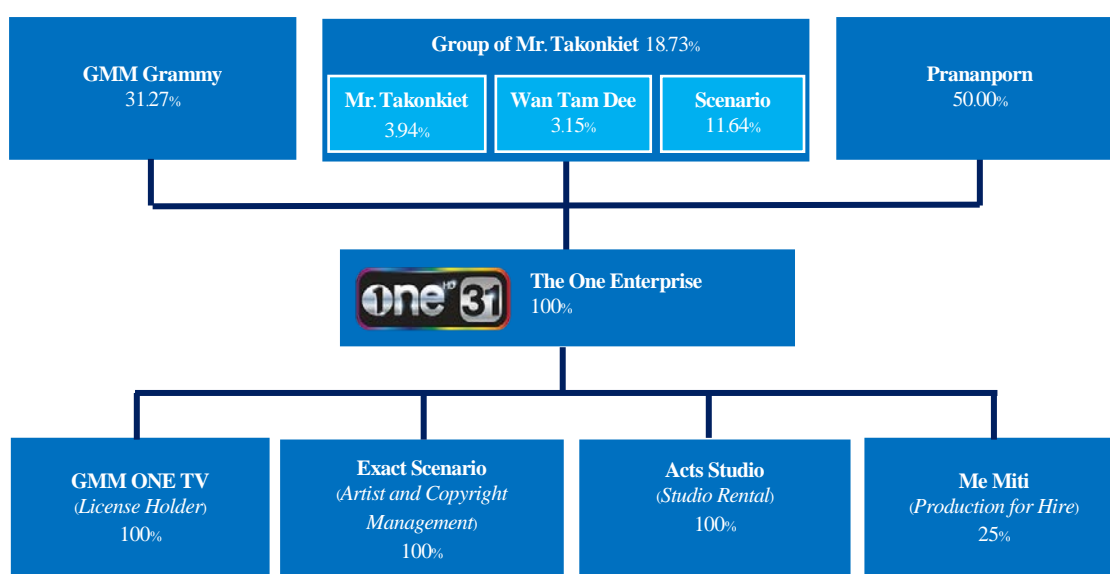 GMM Grammy
31.27%
Group of Mr. Takonkiet 18.73%
Mr. Takonkiet
3.94%
Wan Tam Dee
3.15%
Scenario
11.64%
Prananporn
50.00%
one HD 31
The One Enterprise
100%
GMM ONE TV
(License Holder)
100%
Exact Scenario
(Artist and Copyright
Management)
100%
Acts Studio
(Studio Rental)
100%
Me Miti
(Production for Hire)
25%